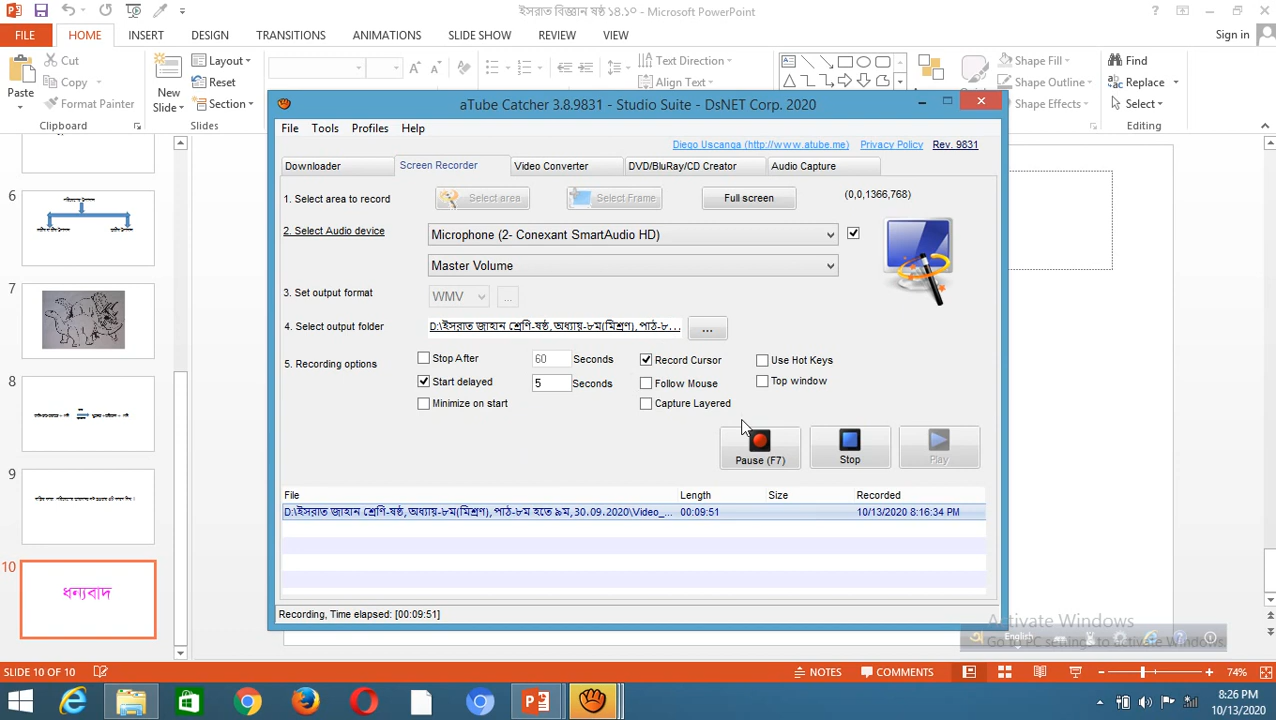 ইসরাত বিজ্ঞান ষষ্ঠ ১৪.১০ - Microsoft PowerPoint
Sign in
FILE HOME INSERT DESIGN TRANSITIONS ANIMATIONS SLIDE SHOW REVIEW VIEW
Cut
Copy
Format Painter
Paste
Clipboard
New
Slide
Layout
Reset
Section
Slides
Text Direction
Align Text
Shape Fill
Shape Outline
Shape Effects
Find
Replace
Select
Editing
aTube Catcher 3.8.9831 - Studio Suite - DsNET Corp. 2020
File Tools Profiles Help
Diego Uscanga (http://www.atube.me) Privacy Policy Rev. 9831
Downloader Screen Recorder Video Converter DVD/BluRay/CD Creator Audio Capture
1. Select area to record Select area Select Frame Full screen (0,0,1366,768)
2. Select Audio device Microphone (2- Conexant SmartAudio HD)
Master Volume
3. Set output format WMV ...
4. Select output folder D:\ইসরাত জাহান শ্রেণি-ষষ্ঠ,অধ্যায়-৮ম(মিশ্রণ),পাঠ-৮... ...
5. Recording options Stop After 60 Seconds Record Cursor Use Hot Keys
Start delayed 5 Seconds Follow Mouse Top window
Minimize on start Capture Layered
Pause (F7) Stop Play
File Length Size Recorded
D:\ইসরাত জাহান শ্রেণি-ষষ্ঠ,অধ্যায়-৮ম(মিশ্রণ),পাঠ-৮ম হতে ৯ম,30.09.2020\Video_... 00:09:51 10/13/2020 8:16:34 PM
Recording, Time elapsed: [00:09:51]
6
7
8
9
10
ধন্যবাদ
Activate Windows
Go to PC settings to activate Windows.
English
SLIDE 10 OF 10 NOTES COMMENTS 74%
8:26 PM
10/13/2020